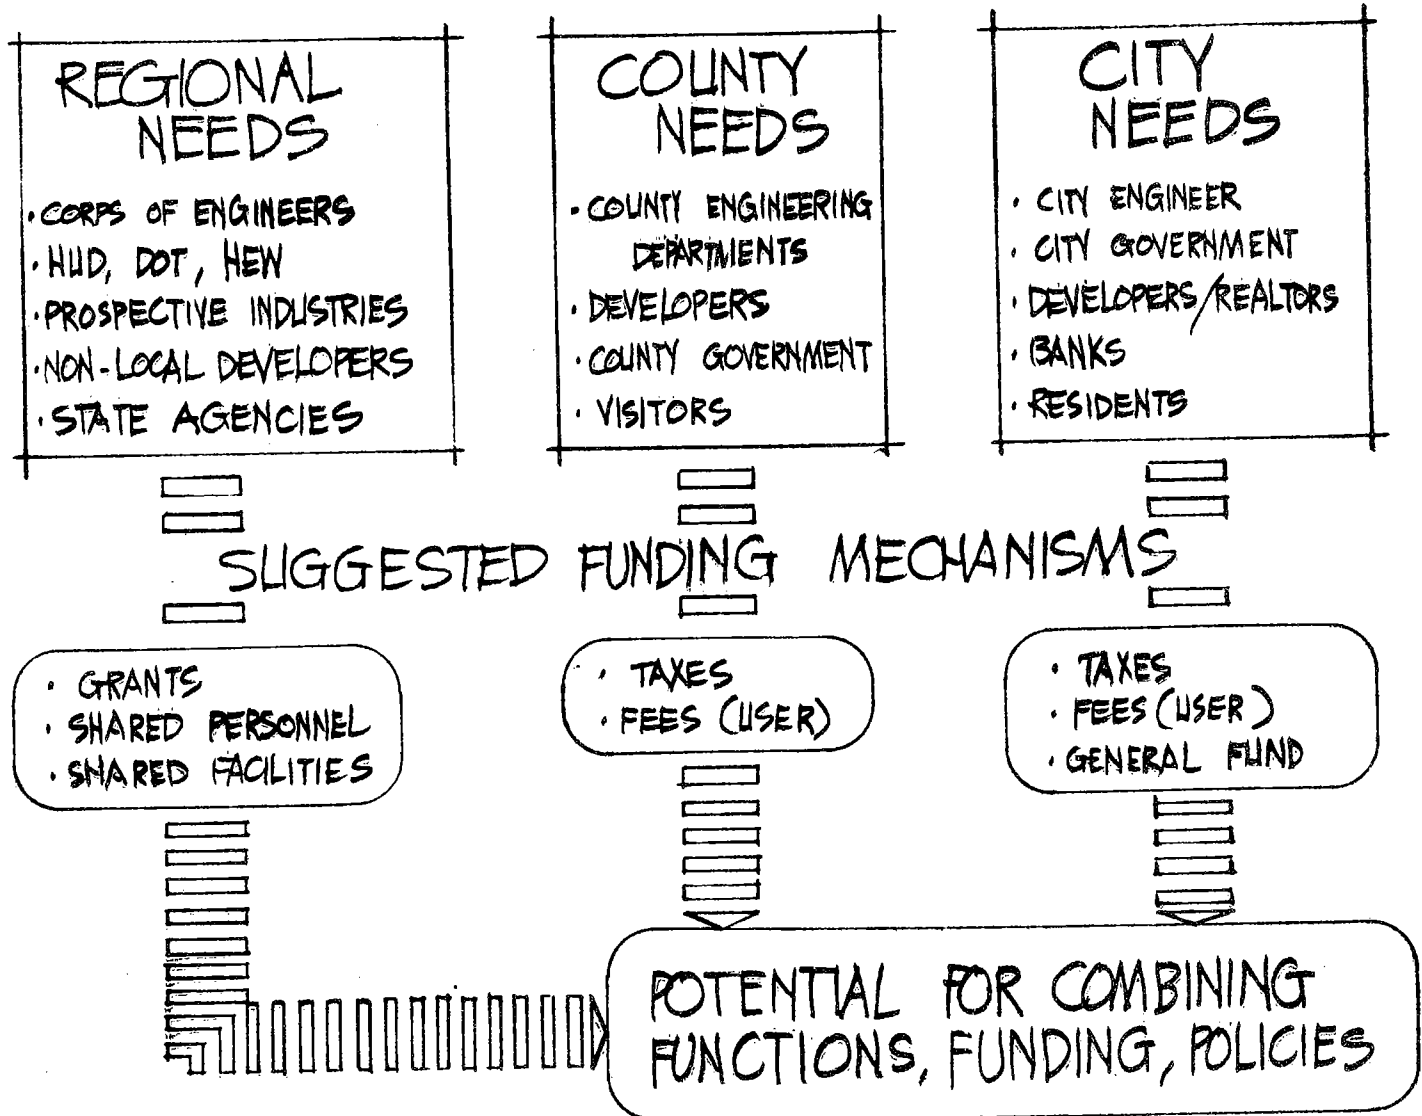 REGIONAL
NEEDS
· CORPS OF ENGINEERS
· HUD, DOT, HEW
· PROSPECTIVE INDUSTRIES
· NON-LOCAL DEVELOPERS
· STATE AGENCIES
COUNTY
NEEDS
· COUNTY ENGINEERING
DEPARTMENTS
· DEVELOPERS
· COUNTY GOVERNMENT
· VISITORS
CITY
NEEDS
· CITY ENGINEER
· CITY GOVERNMENT
· DEVELOPERS/REALTORS
· BANKS
· RESIDENTS
SUGGESTED FUNDING MECHANISMS
· GRANTS
· SHARED PERSONNEL
· SHARED FACILITIES
· TAXES
· FEES (USER)
· TAXES
· FEES (USER)
· GENERAL FUND
POTENTIAL FOR COMBINING
FUNCTIONS, FUNDING, POLICIES